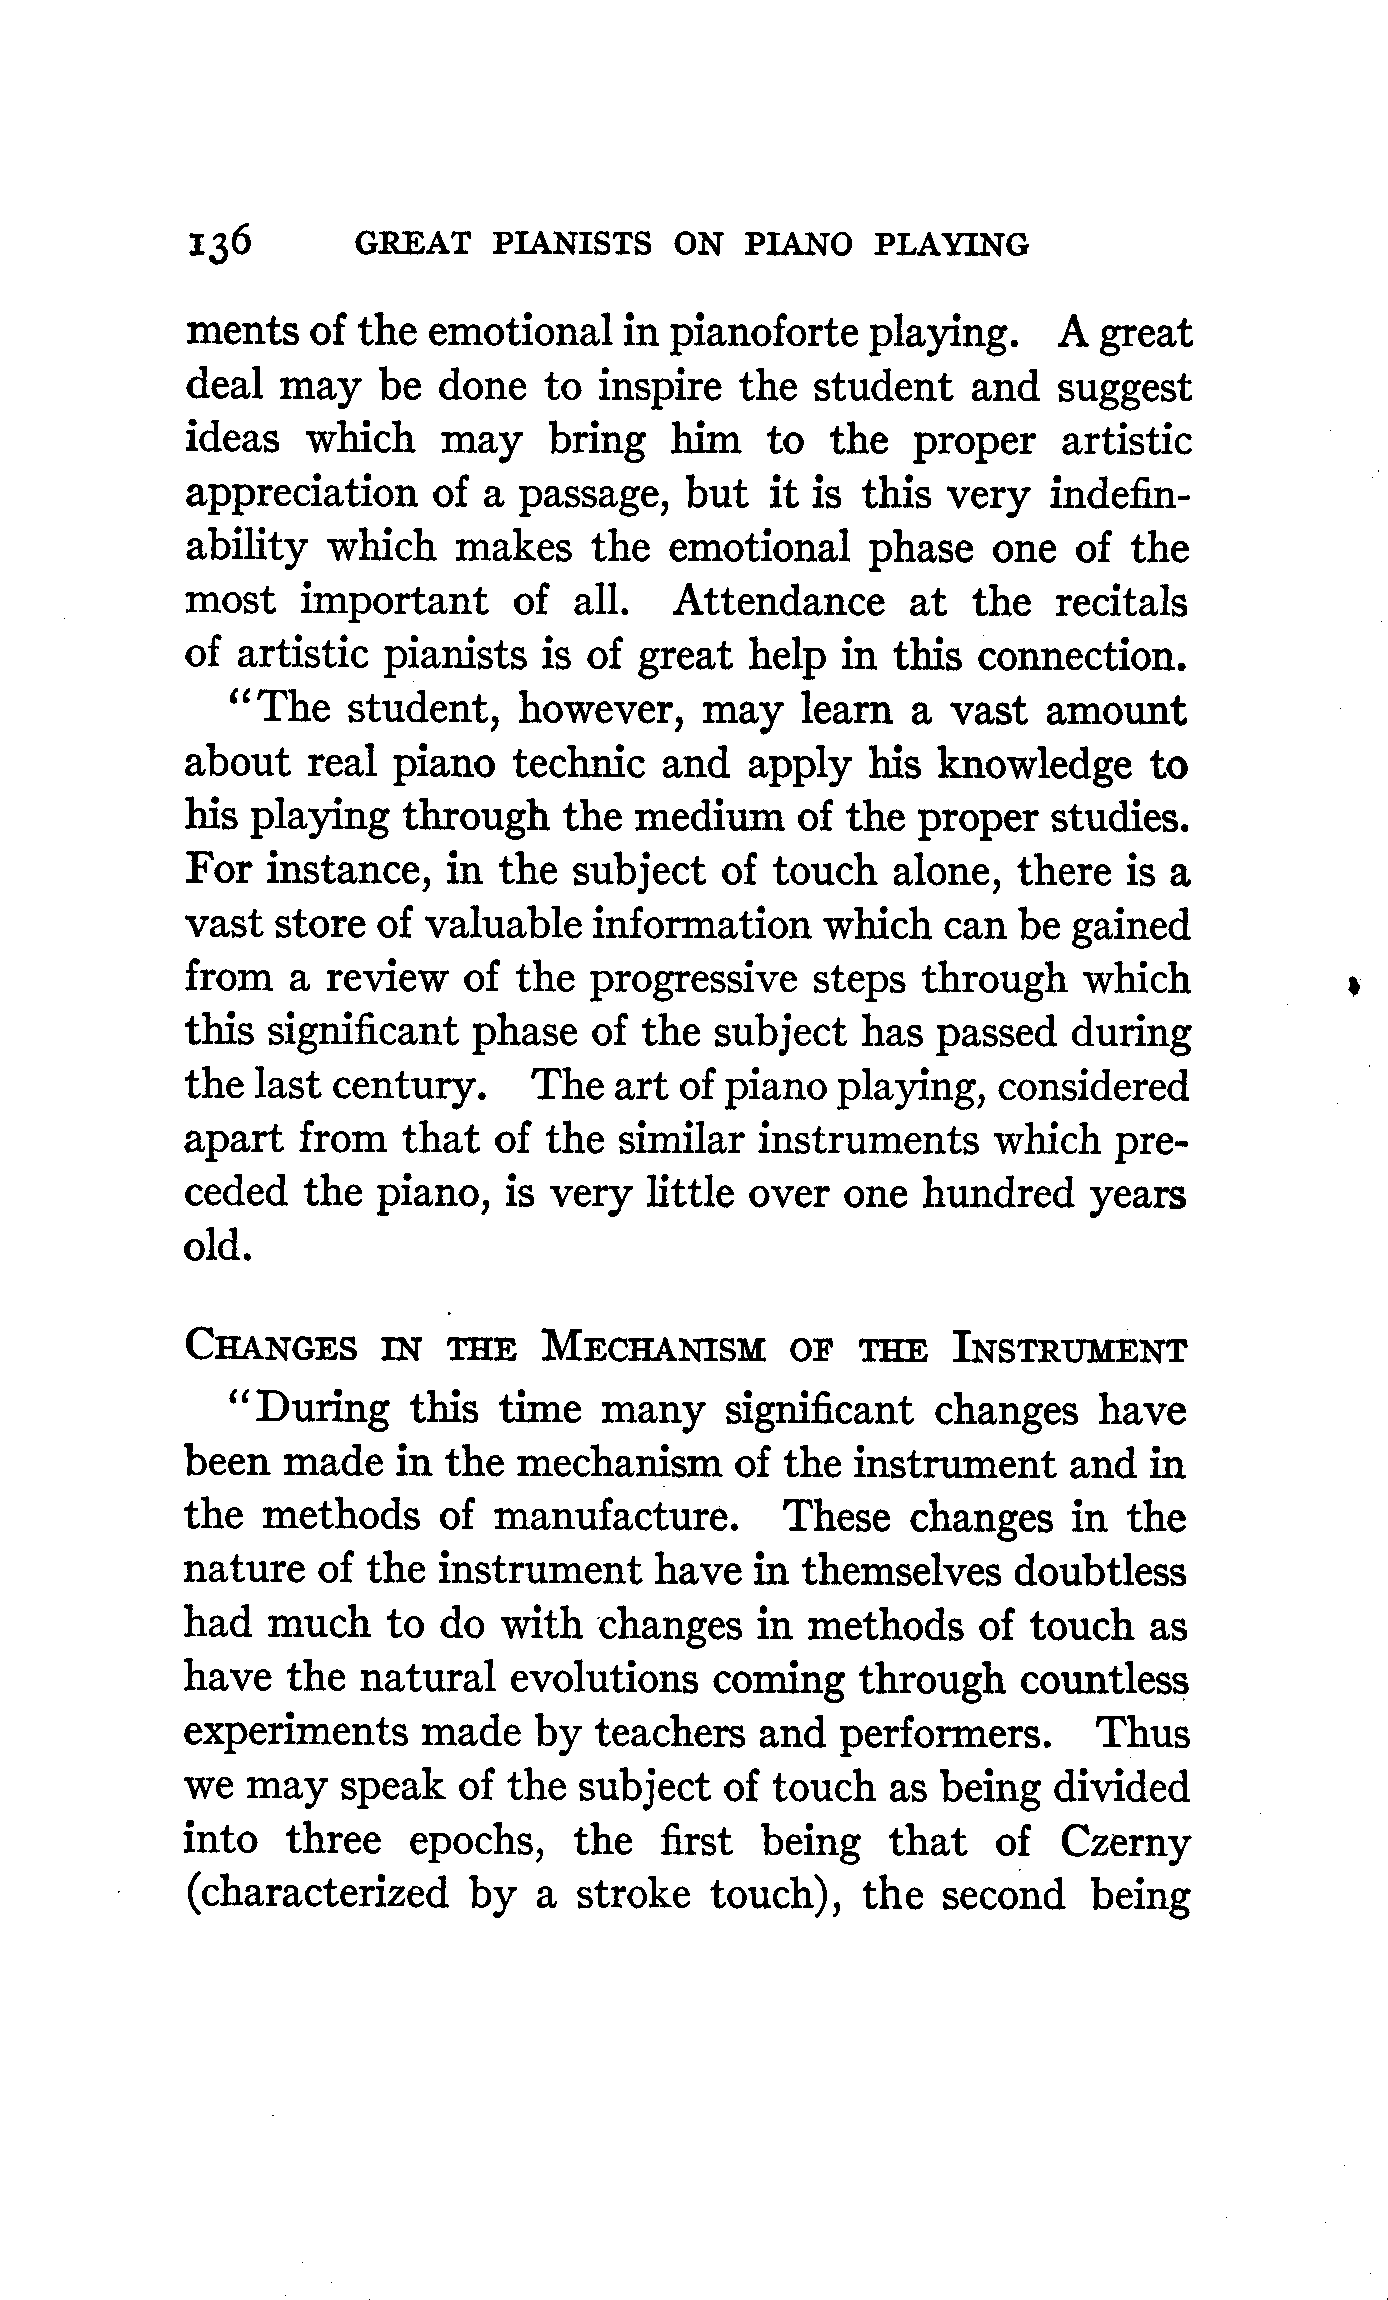 136 GREAT PIANISTS ON PIANO PLAYING
ments of the emotional in pianoforte playing. A great
deal may be done to inspire the student and suggest
ideas which may bring him to the proper artistic
appreciation of a passage, but it is this very indefin-
ability which makes the emotional phase one of the
most important of all. Attendance at the recitals
of artistic pianists is of great help in this connection.
“The student, however, may learn a vast amount
about real piano technic and apply his knowledge to
his playing through the medium of the proper studies.
For instance, in the subject of touch alone, there is a
vast store of valuable information which can be gained
from a review of the progressive steps through which
this significant phase of the subject has passed during
the last century. The art of piano playing, considered
apart from that of the similar instruments which pre-
ceded the piano, is very little over one hundred years
old.
CHANGES IN THE MECHANISM OF THE INSTRUMENT
“During this time many significant changes have
been made in the mechanism of the instrument and in
the methods of manufacture. These changes in the
nature of the instrument have in themselves doubtless
had much to do with changes in methods of touch as
have the natural evolutions coming through countless
experiments made by teachers and performers. Thus
we may speak of the subject of touch as being divided
into three epochs, the first being that of Czerny
(characterized by a stroke touch), the second being